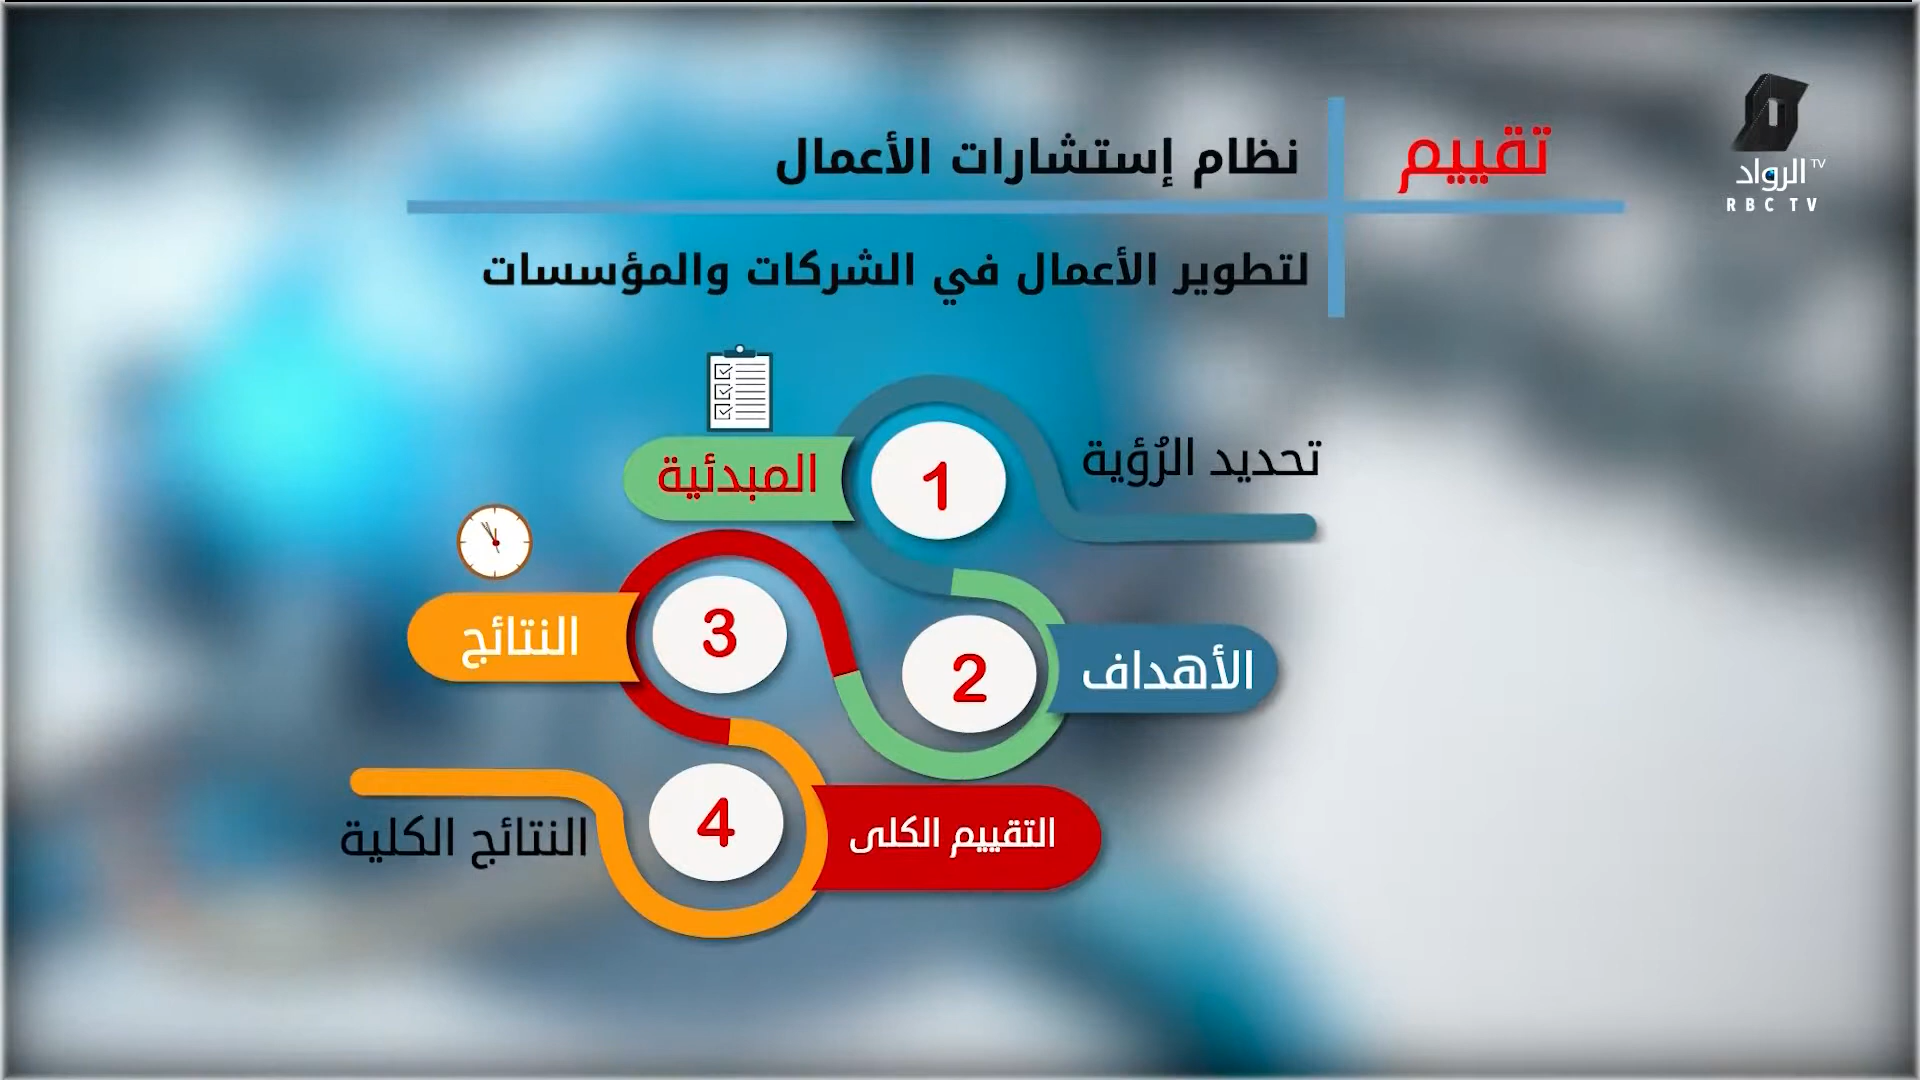 تقييم
نظام إستشارات الأعمال
لتطوير الأعمال في الشركات والمؤسسات
الرواد TV
RBC TV
تحديد الرُؤية
1
المبدئية
2
الأهداف
3
النتائج
4
التقييم الكلى
النتائج الكلية